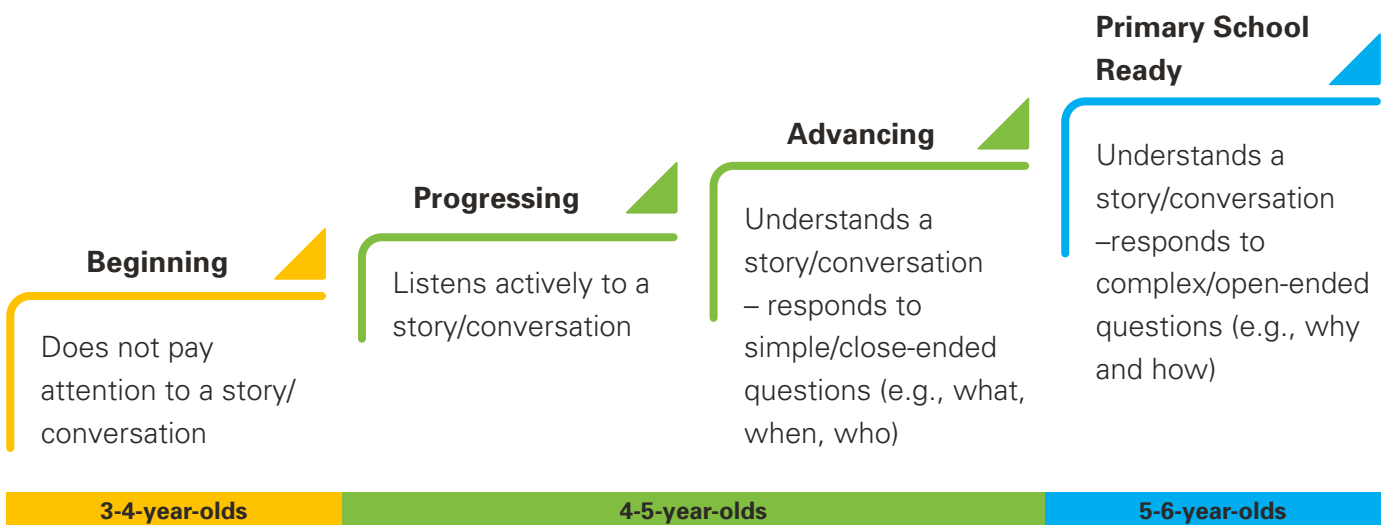 Beginning
Does not pay
attention to a story/
conversation
Progressing
Listens actively to a
story/conversation
Advancing
Understands a
story/conversation
– responds to
simple/close-ended
questions (e.g., what,
when, who)
Primary School
Ready
Understands a
story/conversation
–responds to
complex/open-ended
questions (e.g., why
and how)
3-4-year-olds
4-5-year-olds
5-6-year-olds